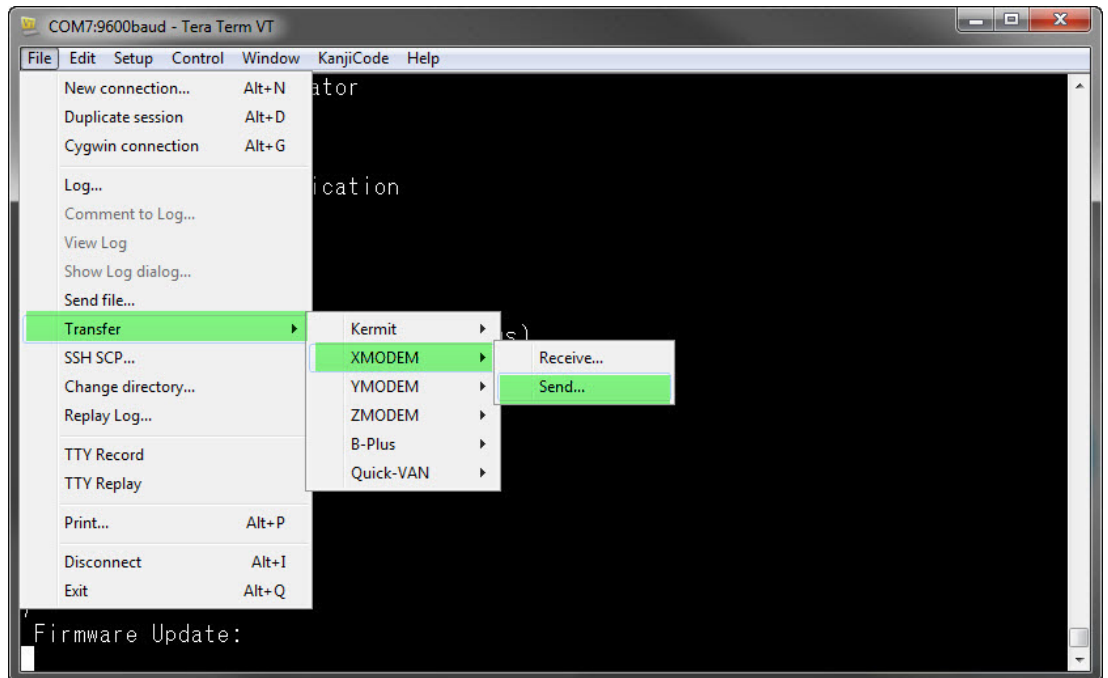 COM7:9600baud - Tera Term VT
File Edit Setup Control Window KanjiCode Help
New connection... Alt+N
ator
Duplicate session Alt+D
Cygwin connection Alt+G
Log...
ication
Comment to Log...
View Log
Show Log dialog...
Send file...
Transfer
Kermit
s)
SSH SCP...
XMODEM
Receive...
Change directory...
YMODEM
Send...
Replay Log...
ZMODEM
B-Plus
TTY Record
Quick-VAN
TTY Replay
Print... Alt+P
Disconnect Alt+I
Exit Alt+Q
Firmware Update: